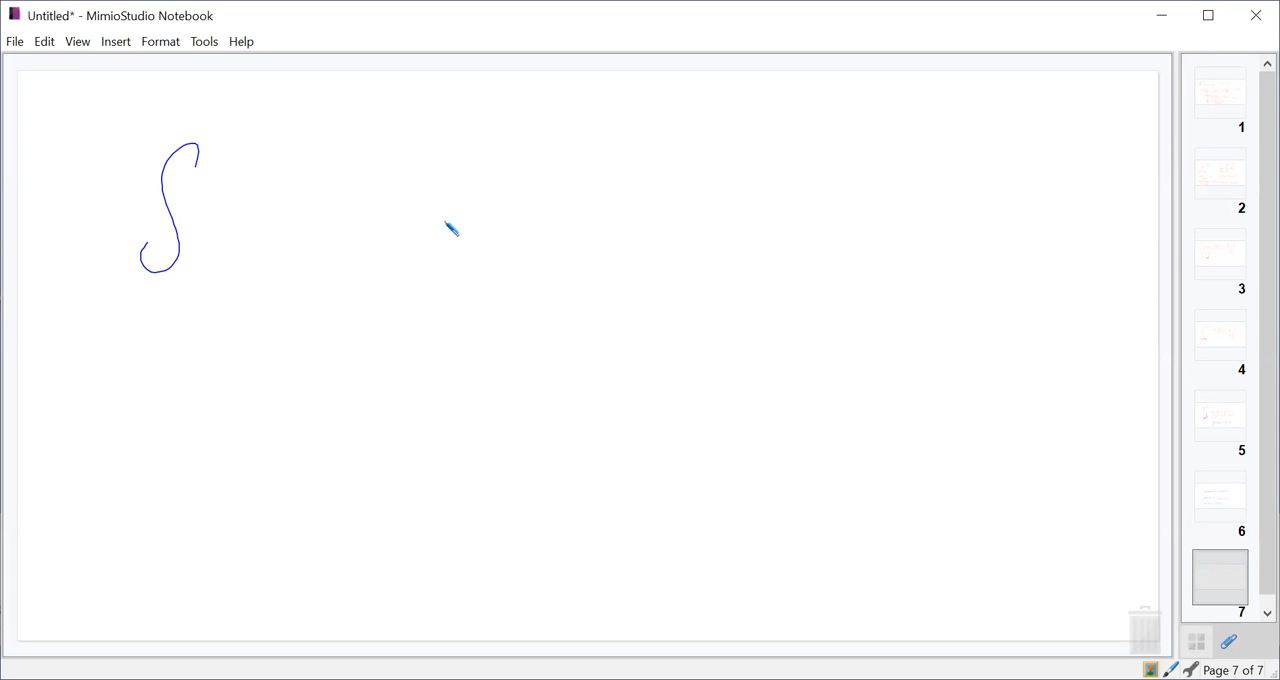 Untitled* - MimioStudio Notebook
File Edit View Insert Format Tools Help
∫
1
2
3
4
5
6
7
Page 7 of 7